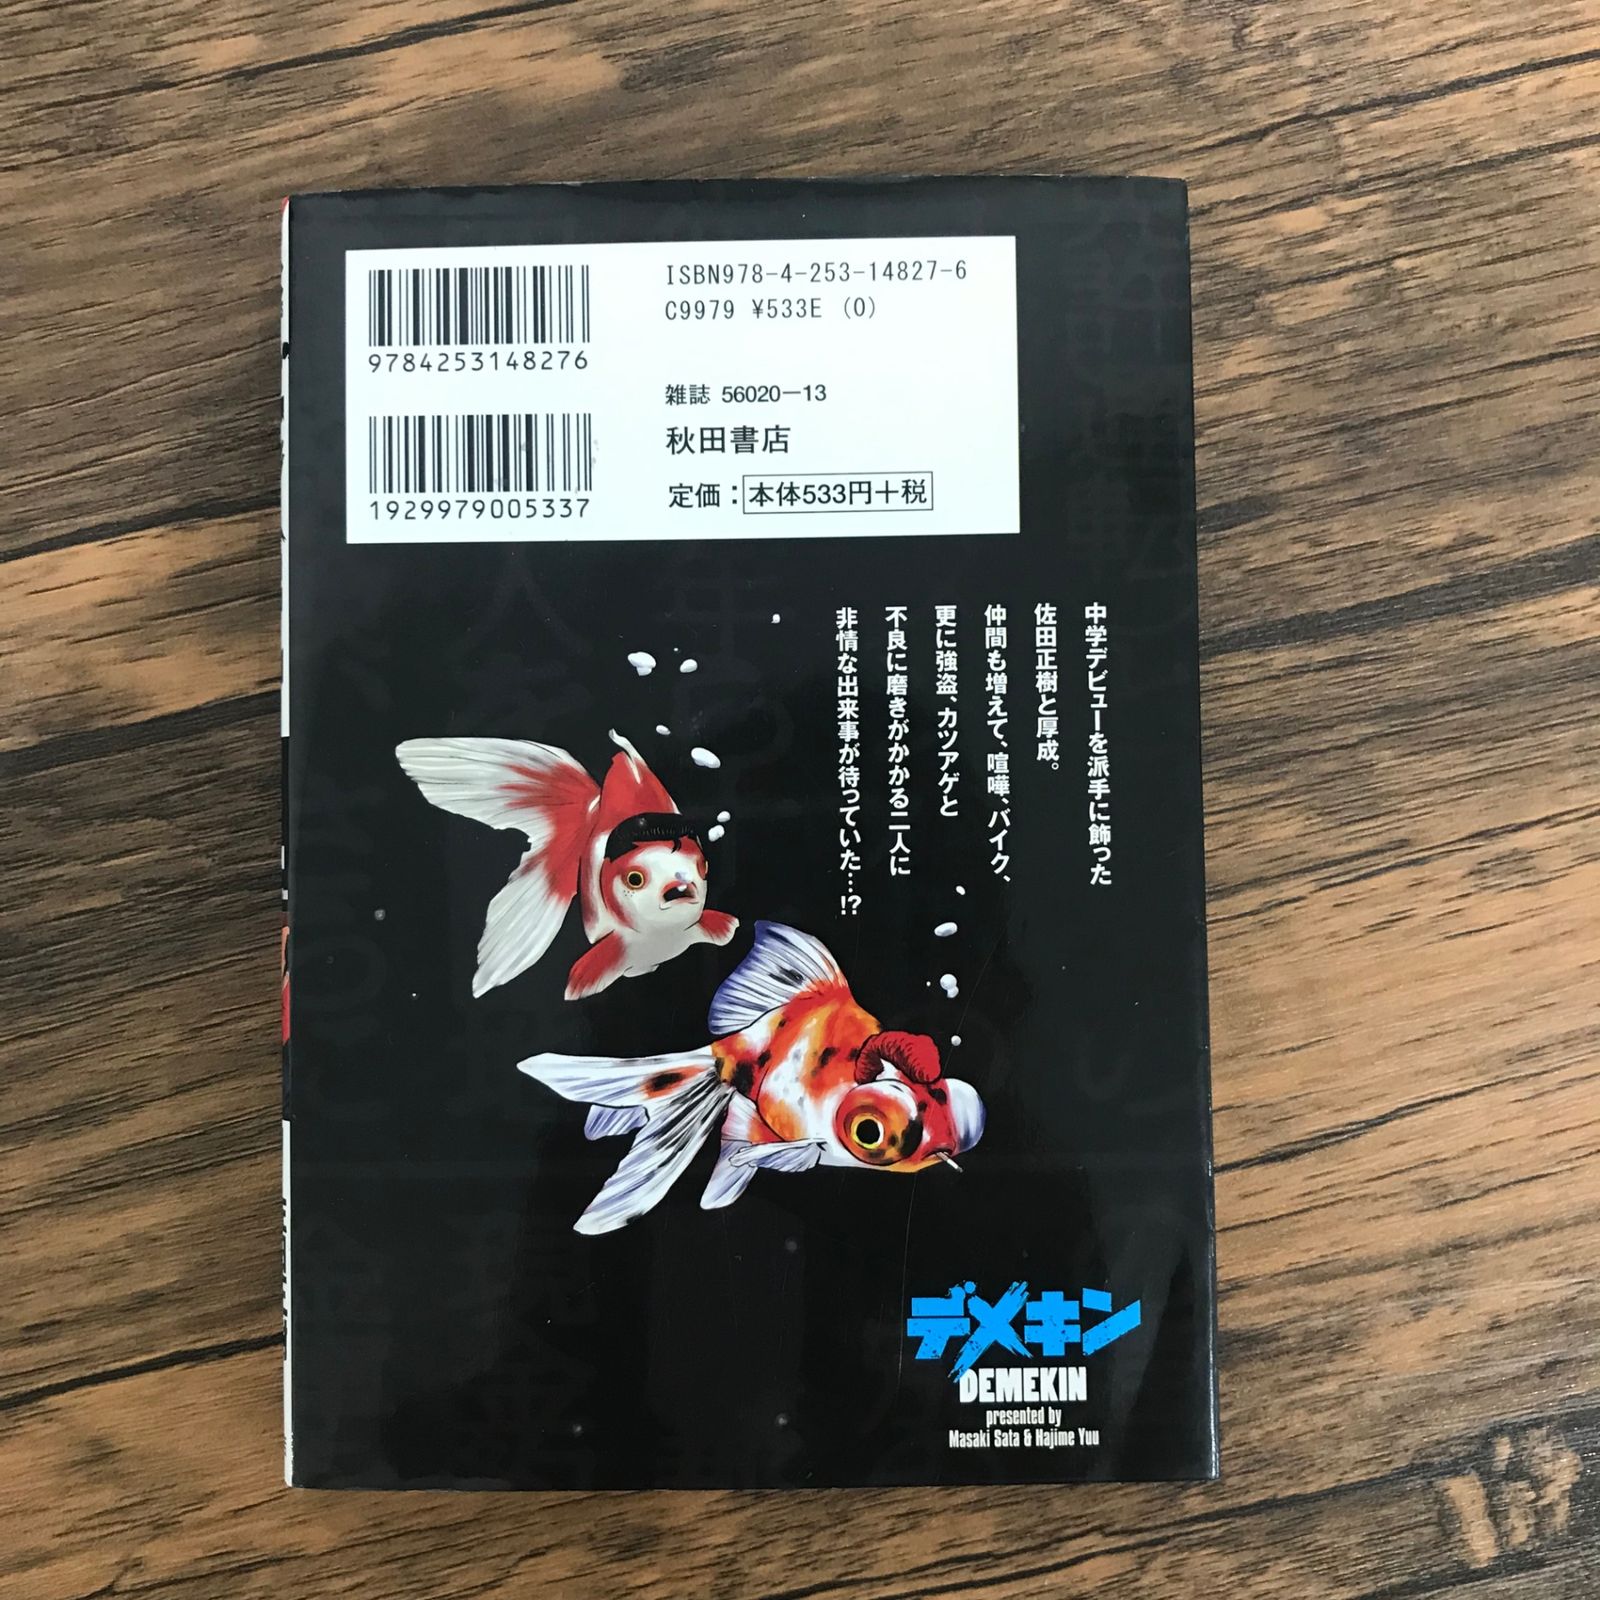 ISBN978-4-253-14827-6
C9979 ¥533E (0)
9784253148276
雑誌 56020-13
秋田書店
1929979005337
定価:本体533円+税
中学デビューを派手に飾った
佐田正樹と厚成。
仲間も増えて、喧嘩、バイク、
更に強盗、カツアゲと
不良に磨きがかかる二人に
非情な出来事が待っていた…!?
デメキン
DEMEKIN
presented by
Masaki Sata & Hajime Yuu